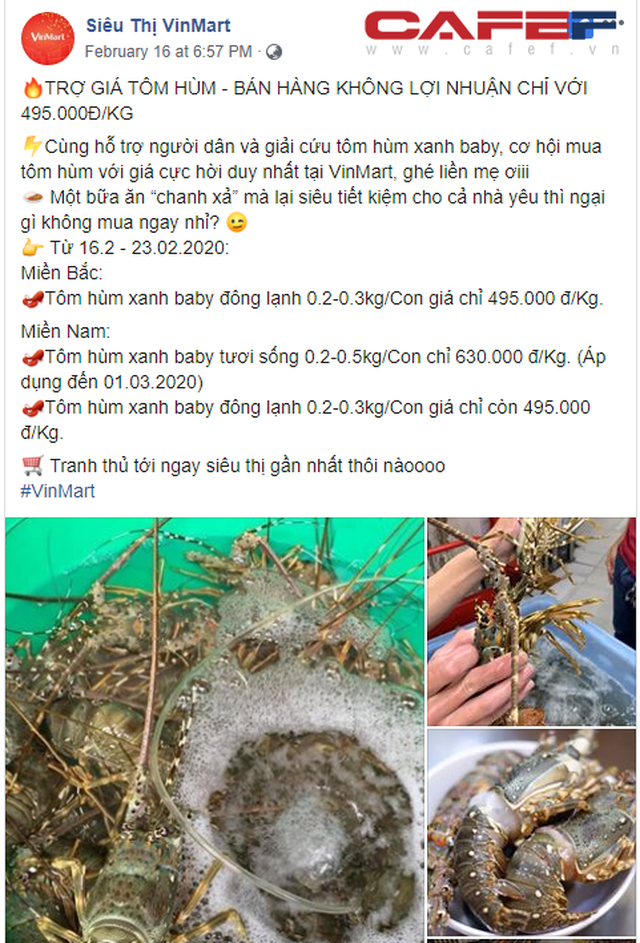 Siêu Thị VinMart
February 16 at 6:57 PM ·
CAFEF
www.cafef.vn
VinMart
🔥TRỢ GIÁ TÔM HÙM - BÁN HÀNG KHÔNG LỢI NHUẬN CHỈ VỚI
495.000Đ/KG
⚡Cùng hỗ trợ người dân và giải cứu tôm hùm xanh baby, cơ hội mua
tôm hùm với giá cực hời duy nhất tại VinMart, ghé liền mẹ ơiii
Một bữa ăn “chanh xả” mà lại siêu tiết kiệm cho cả nhà yêu thì ngại
gì không mua ngay nhỉ? 😉
👉 Từ 16.2 - 23.02.2020:
Miền Bắc:
🦐Tôm hùm xanh baby đông lạnh 0.2-0.3kg/Con giá chỉ 495.000 đ/Kg.
Miền Nam:
🦐Tôm hùm xanh baby tươi sống 0.2-0.5kg/Con chỉ 630.000 đ/Kg. (Áp
dụng đến 01.03.2020)
🦐Tôm hùm xanh baby đông lạnh 0.2-0.3kg/Con giá chỉ còn 495.000
đ/Kg.
🛒 Tranh thủ tới ngay siêu thị gần nhất thôi nàoooo
#VinMart